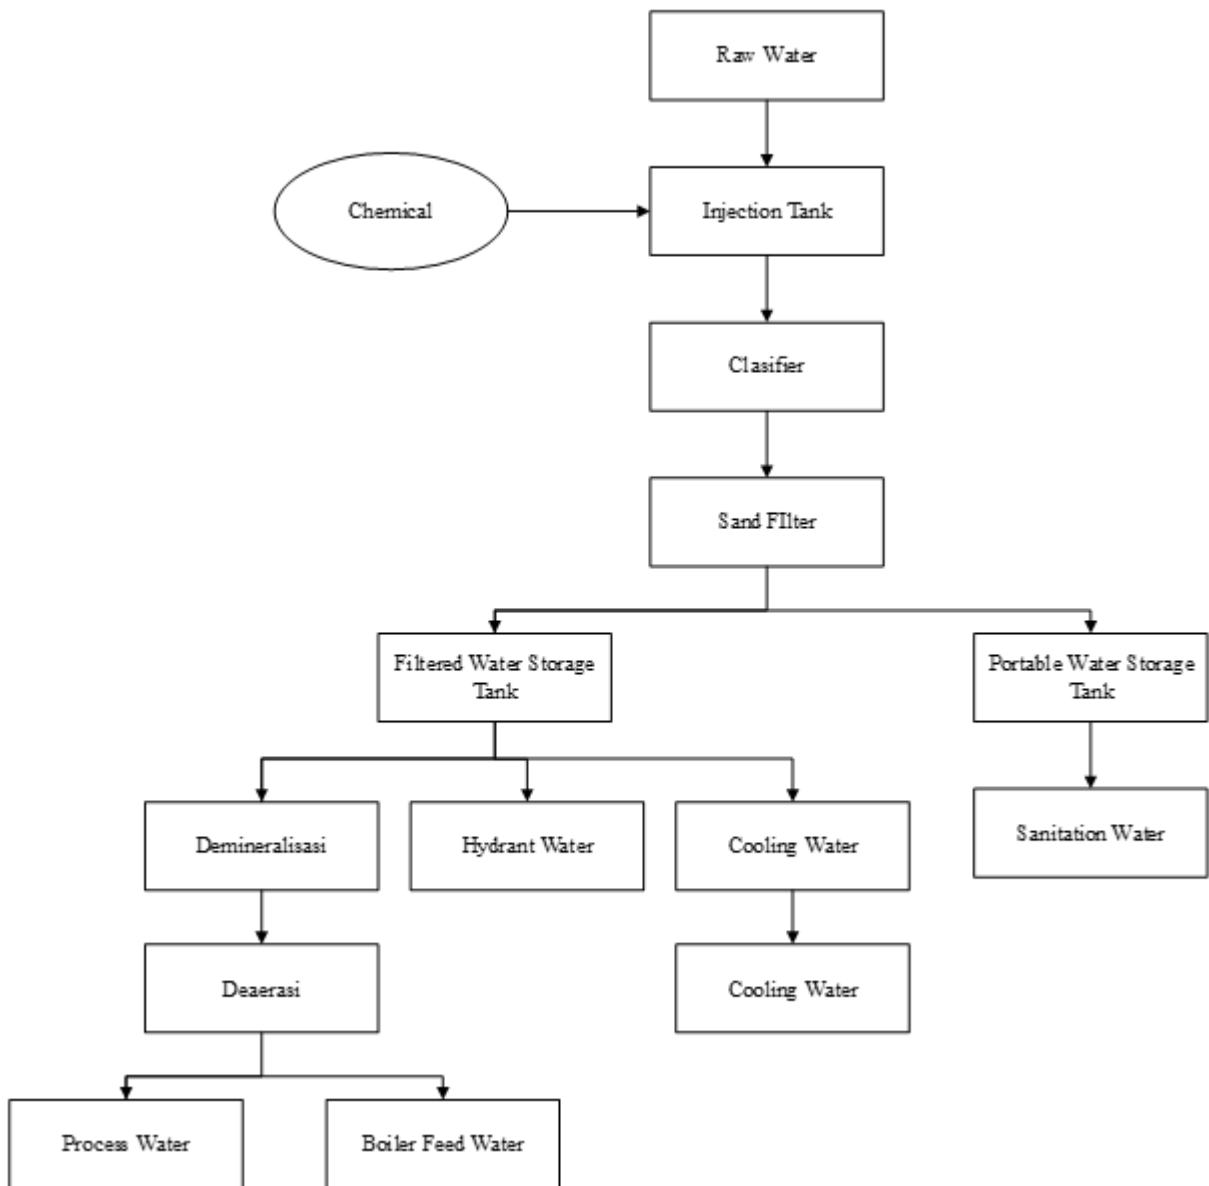 Raw Water
Chemical
Injection Tank
Clasifier
Sand FIlter
Filtered Water Storage
Tank
Portable Water Storage
Tank
Demineralisasi
Hydrant Water
Cooling Water
Sanitation Water
Deaerasi
Cooling Water
Process Water
Boiler Feed Water